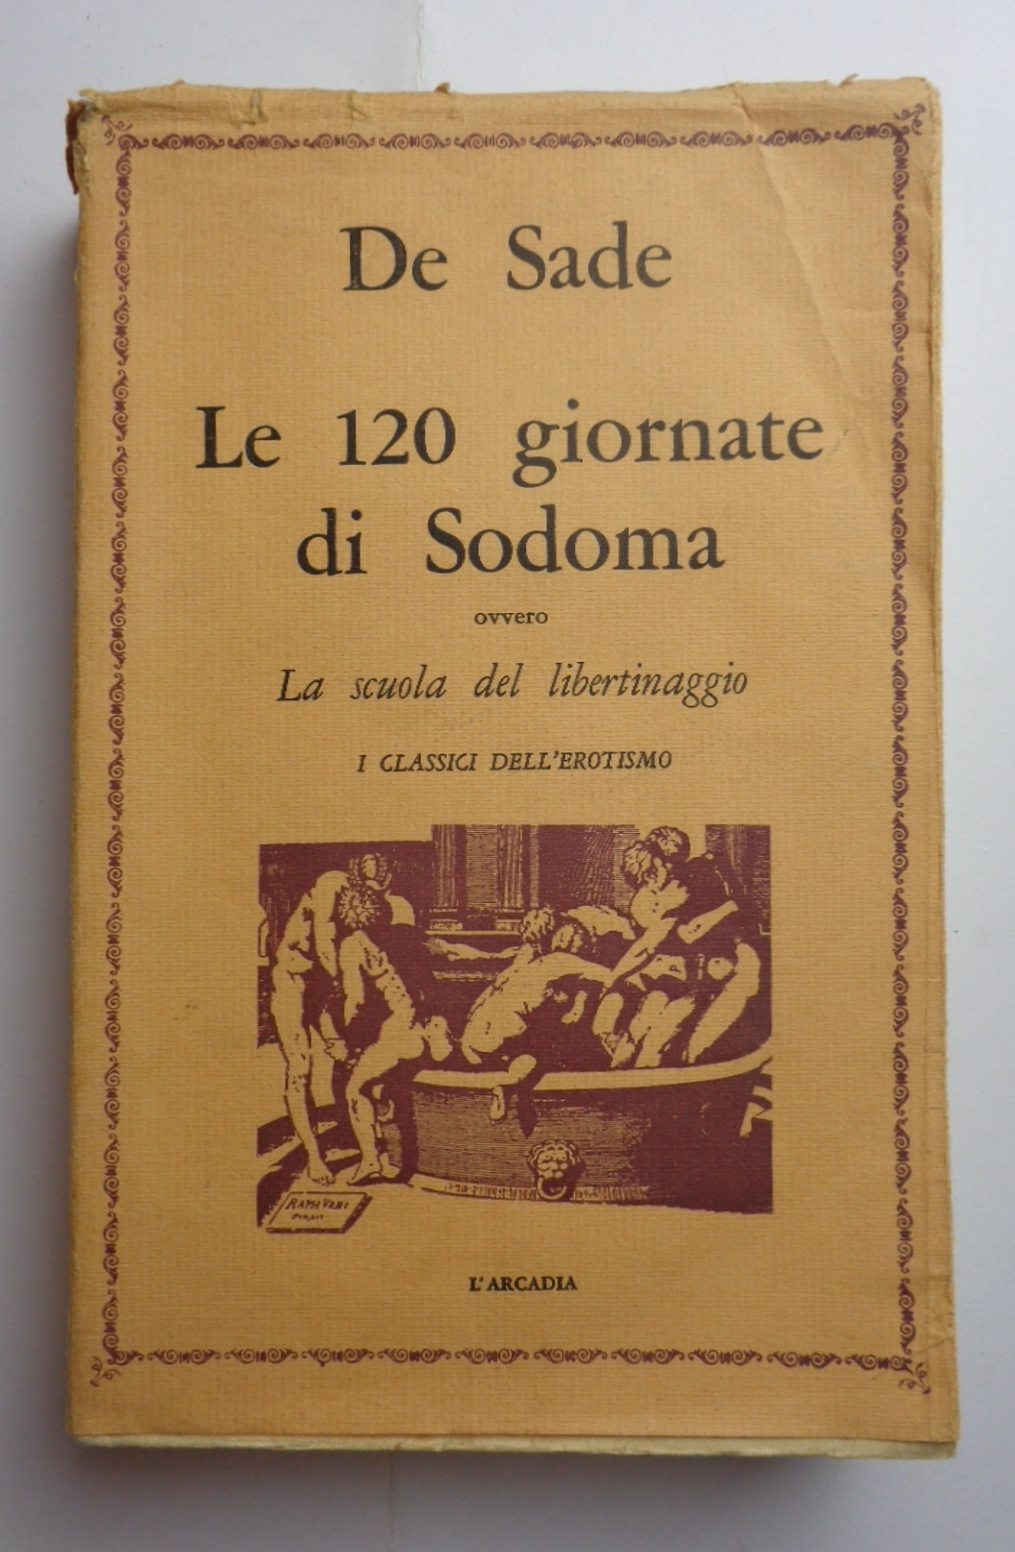 De Sade
Le 120 giornate
di Sodoma
ovvero
La scuola del libertinaggio
I CLASSICI DELL'EROTISMO
L'ARCADIA